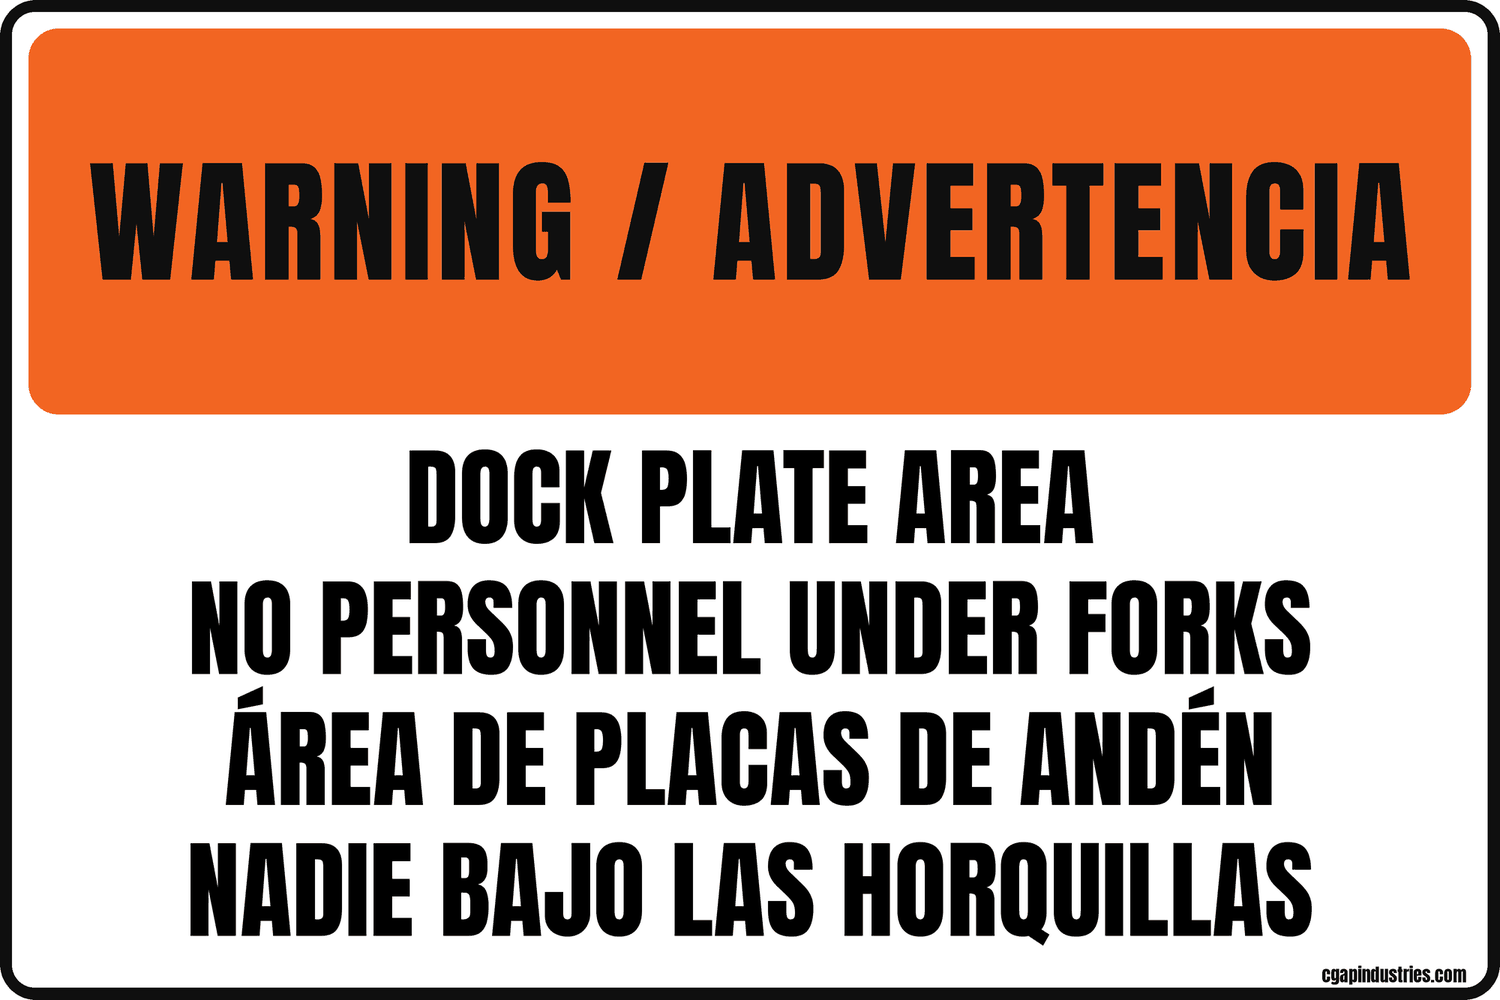 WARNING / ADVERTENCIA
DOCK PLATE AREA
NO PERSONNEL UNDER FORKS
ÁREA DE PLACAS DE ANDÉN
NADIE BAJO LAS HORQUILLAS
cgapindustries.com